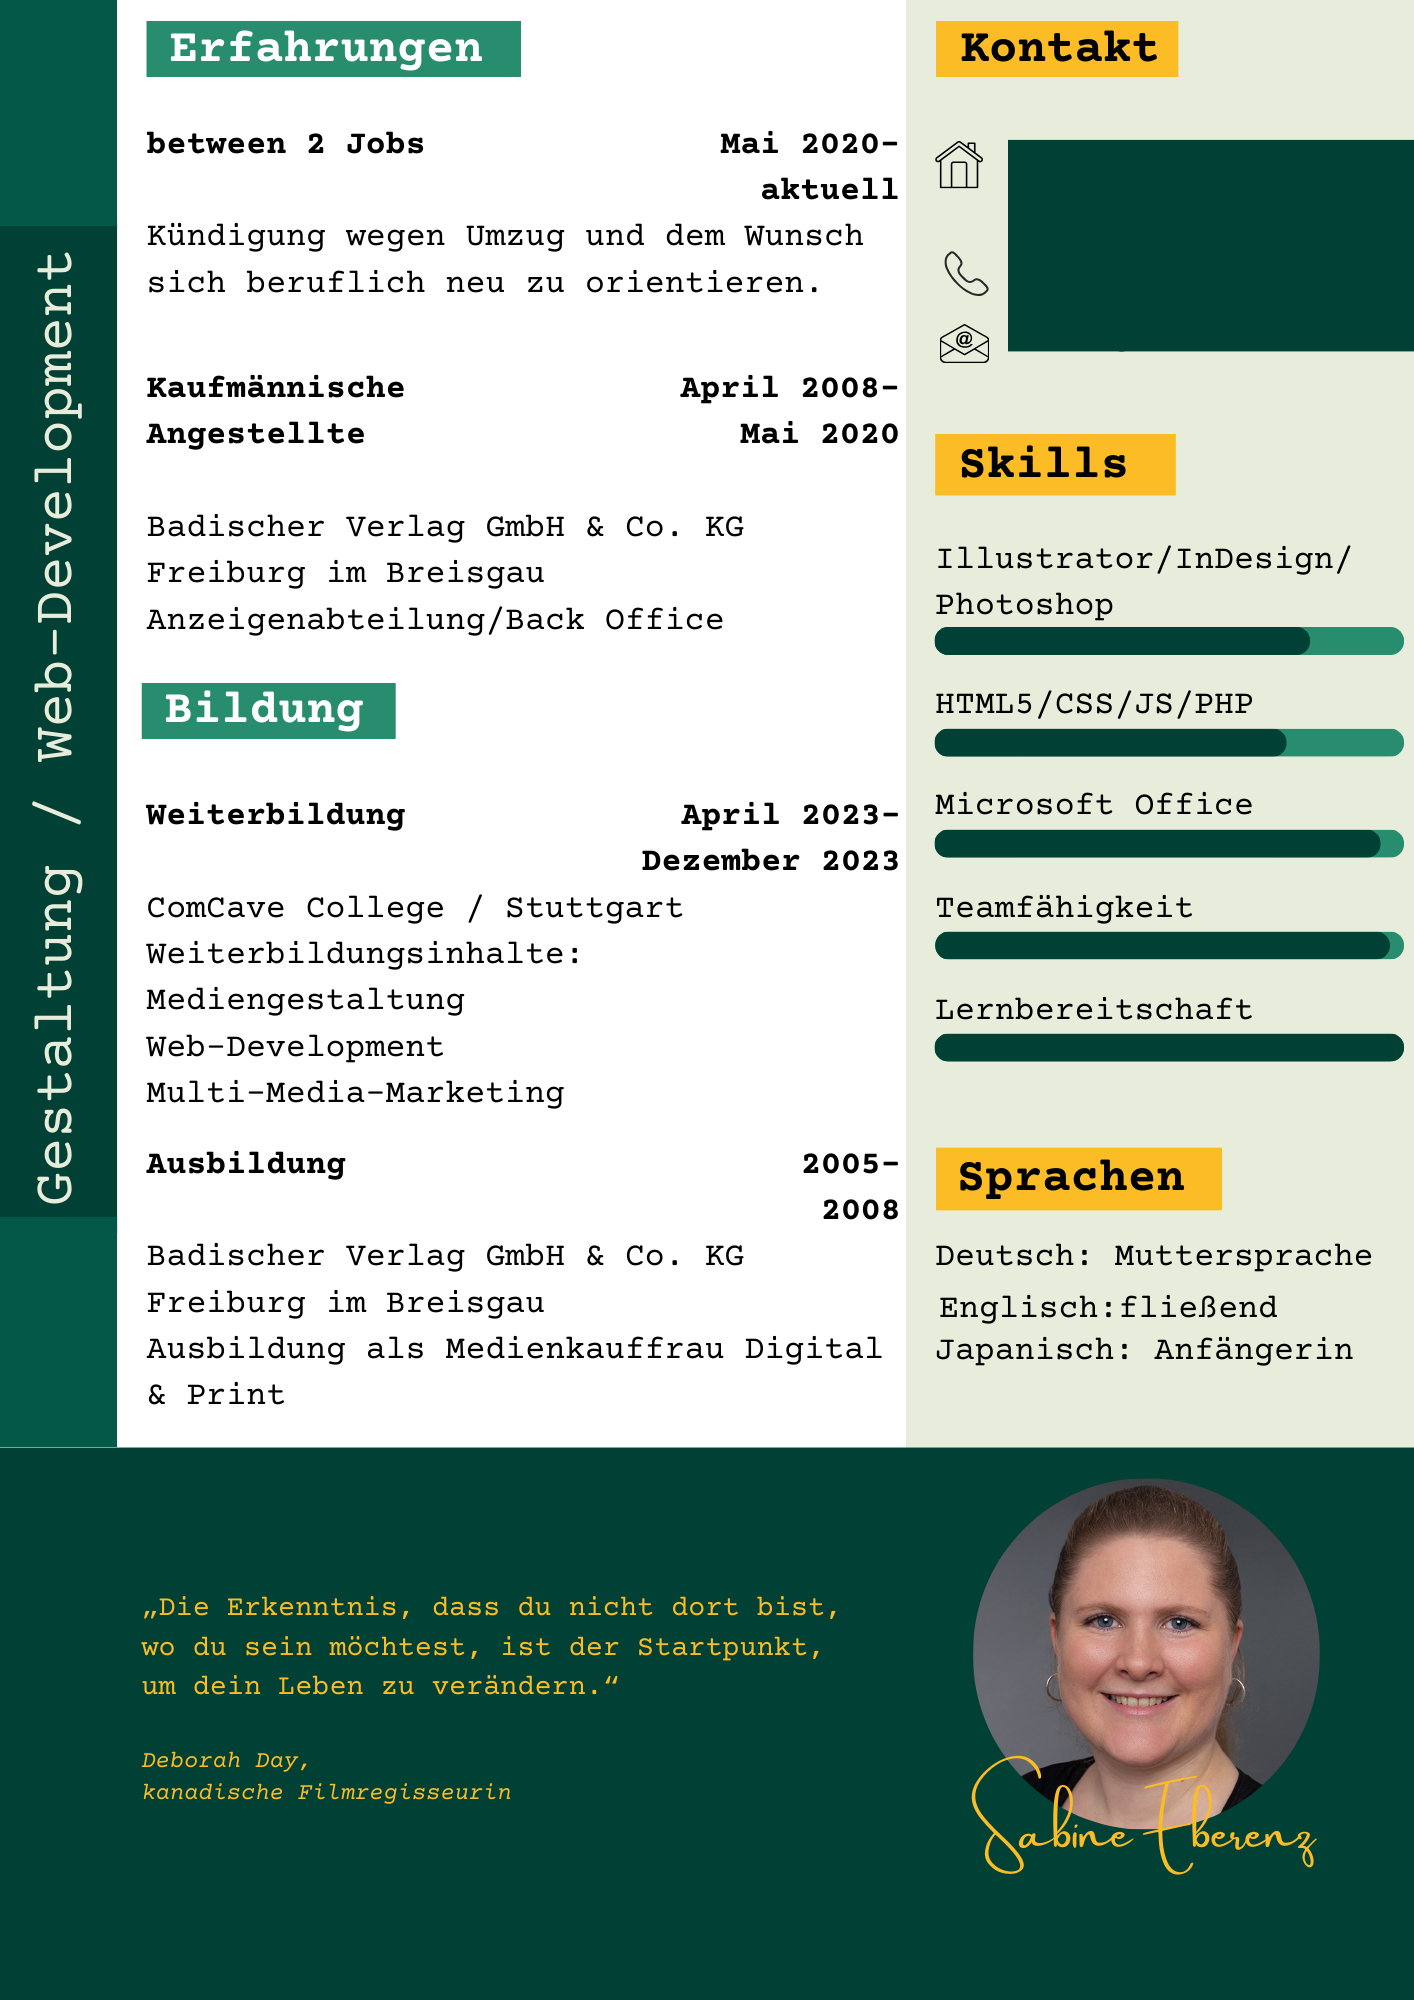 Gestaltung / Web-Development
Erfahrungen
between 2 Jobs Mai 2020-
aktuell
Kündigung wegen Umzug und dem Wunsch
sich beruflich neu zu orientieren.
Kaufmännische April 2008-
Angestellte Mai 2020
Badischer Verlag GmbH & Co. KG
Freiburg im Breisgau
Anzeigenabteilung/Back Office
Bildung
Weiterbildung April 2023-
Dezember 2023
ComCave College / Stuttgart
Weiterbildungsinhalte:
Mediengestaltung
Web-Development
Multi-Media-Marketing
Ausbildung 2005-
2008
Badischer Verlag GmbH & Co. KG
Freiburg im Breisgau
Ausbildung als Medienkauffrau Digital
& Print
Kontakt
@
Skills
Illustrator/InDesign/
Photoshop
HTML5/CSS/JS/PHP
Microsoft Office
Teamfähigkeit
Lernbereitschaft
Sprachen
Deutsch: Muttersprache
Englisch:fließend
Japanisch: Anfängerin
„Die Erkenntnis, dass du nicht dort bist,
wo du sein möchtest, ist der Startpunkt,
um dein Leben zu verändern.“
Deborah Day,
kanadische Filmregisseurin
Sabine Eberenz